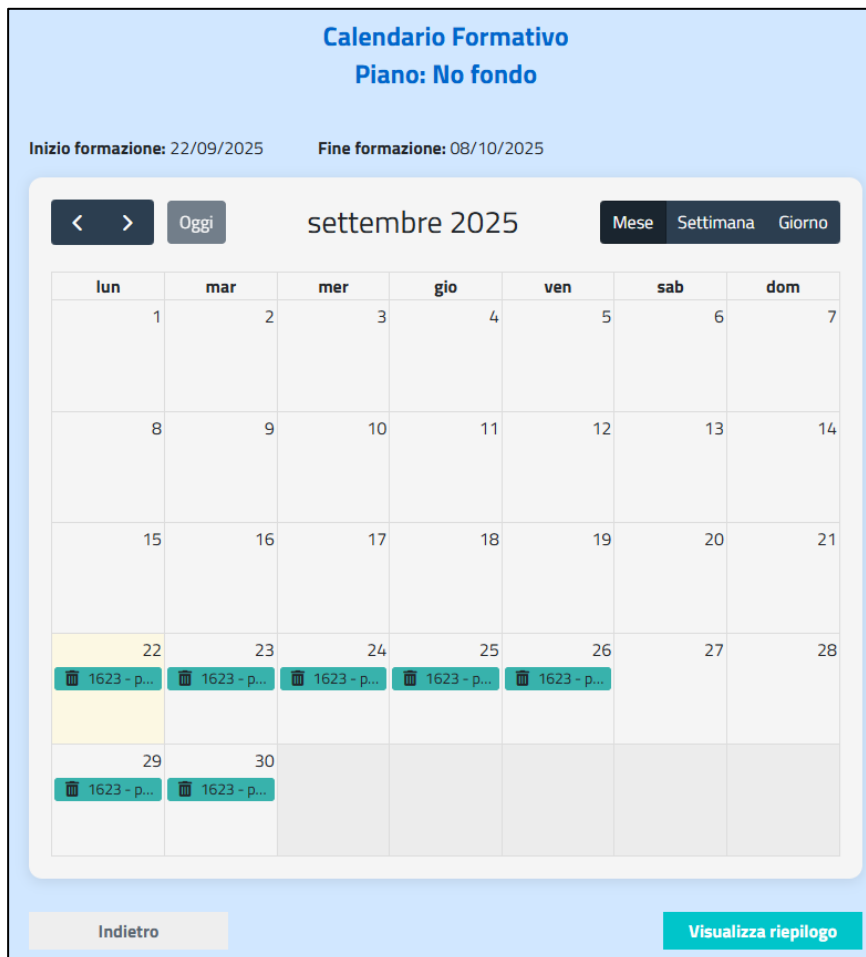 Calendario Formativo
Piano: No fondo
Inizio formazione: 22/09/2025 Fine formazione: 08/10/2025
Oggi settembre 2025 Mese Settimana Giorno
lun mar mer gio ven sab dom
1 2 3 4 5 6 7
8 9 10 11 12 13 14
15 16 17 18 19 20 21
22 23 24 25 26 27 28
1623 - p... 1623 - p... 1623 - p... 1623 - p... 1623 - p...
29 30
1623 - p... 1623 - p...
Indietro Visualizza riepilogo